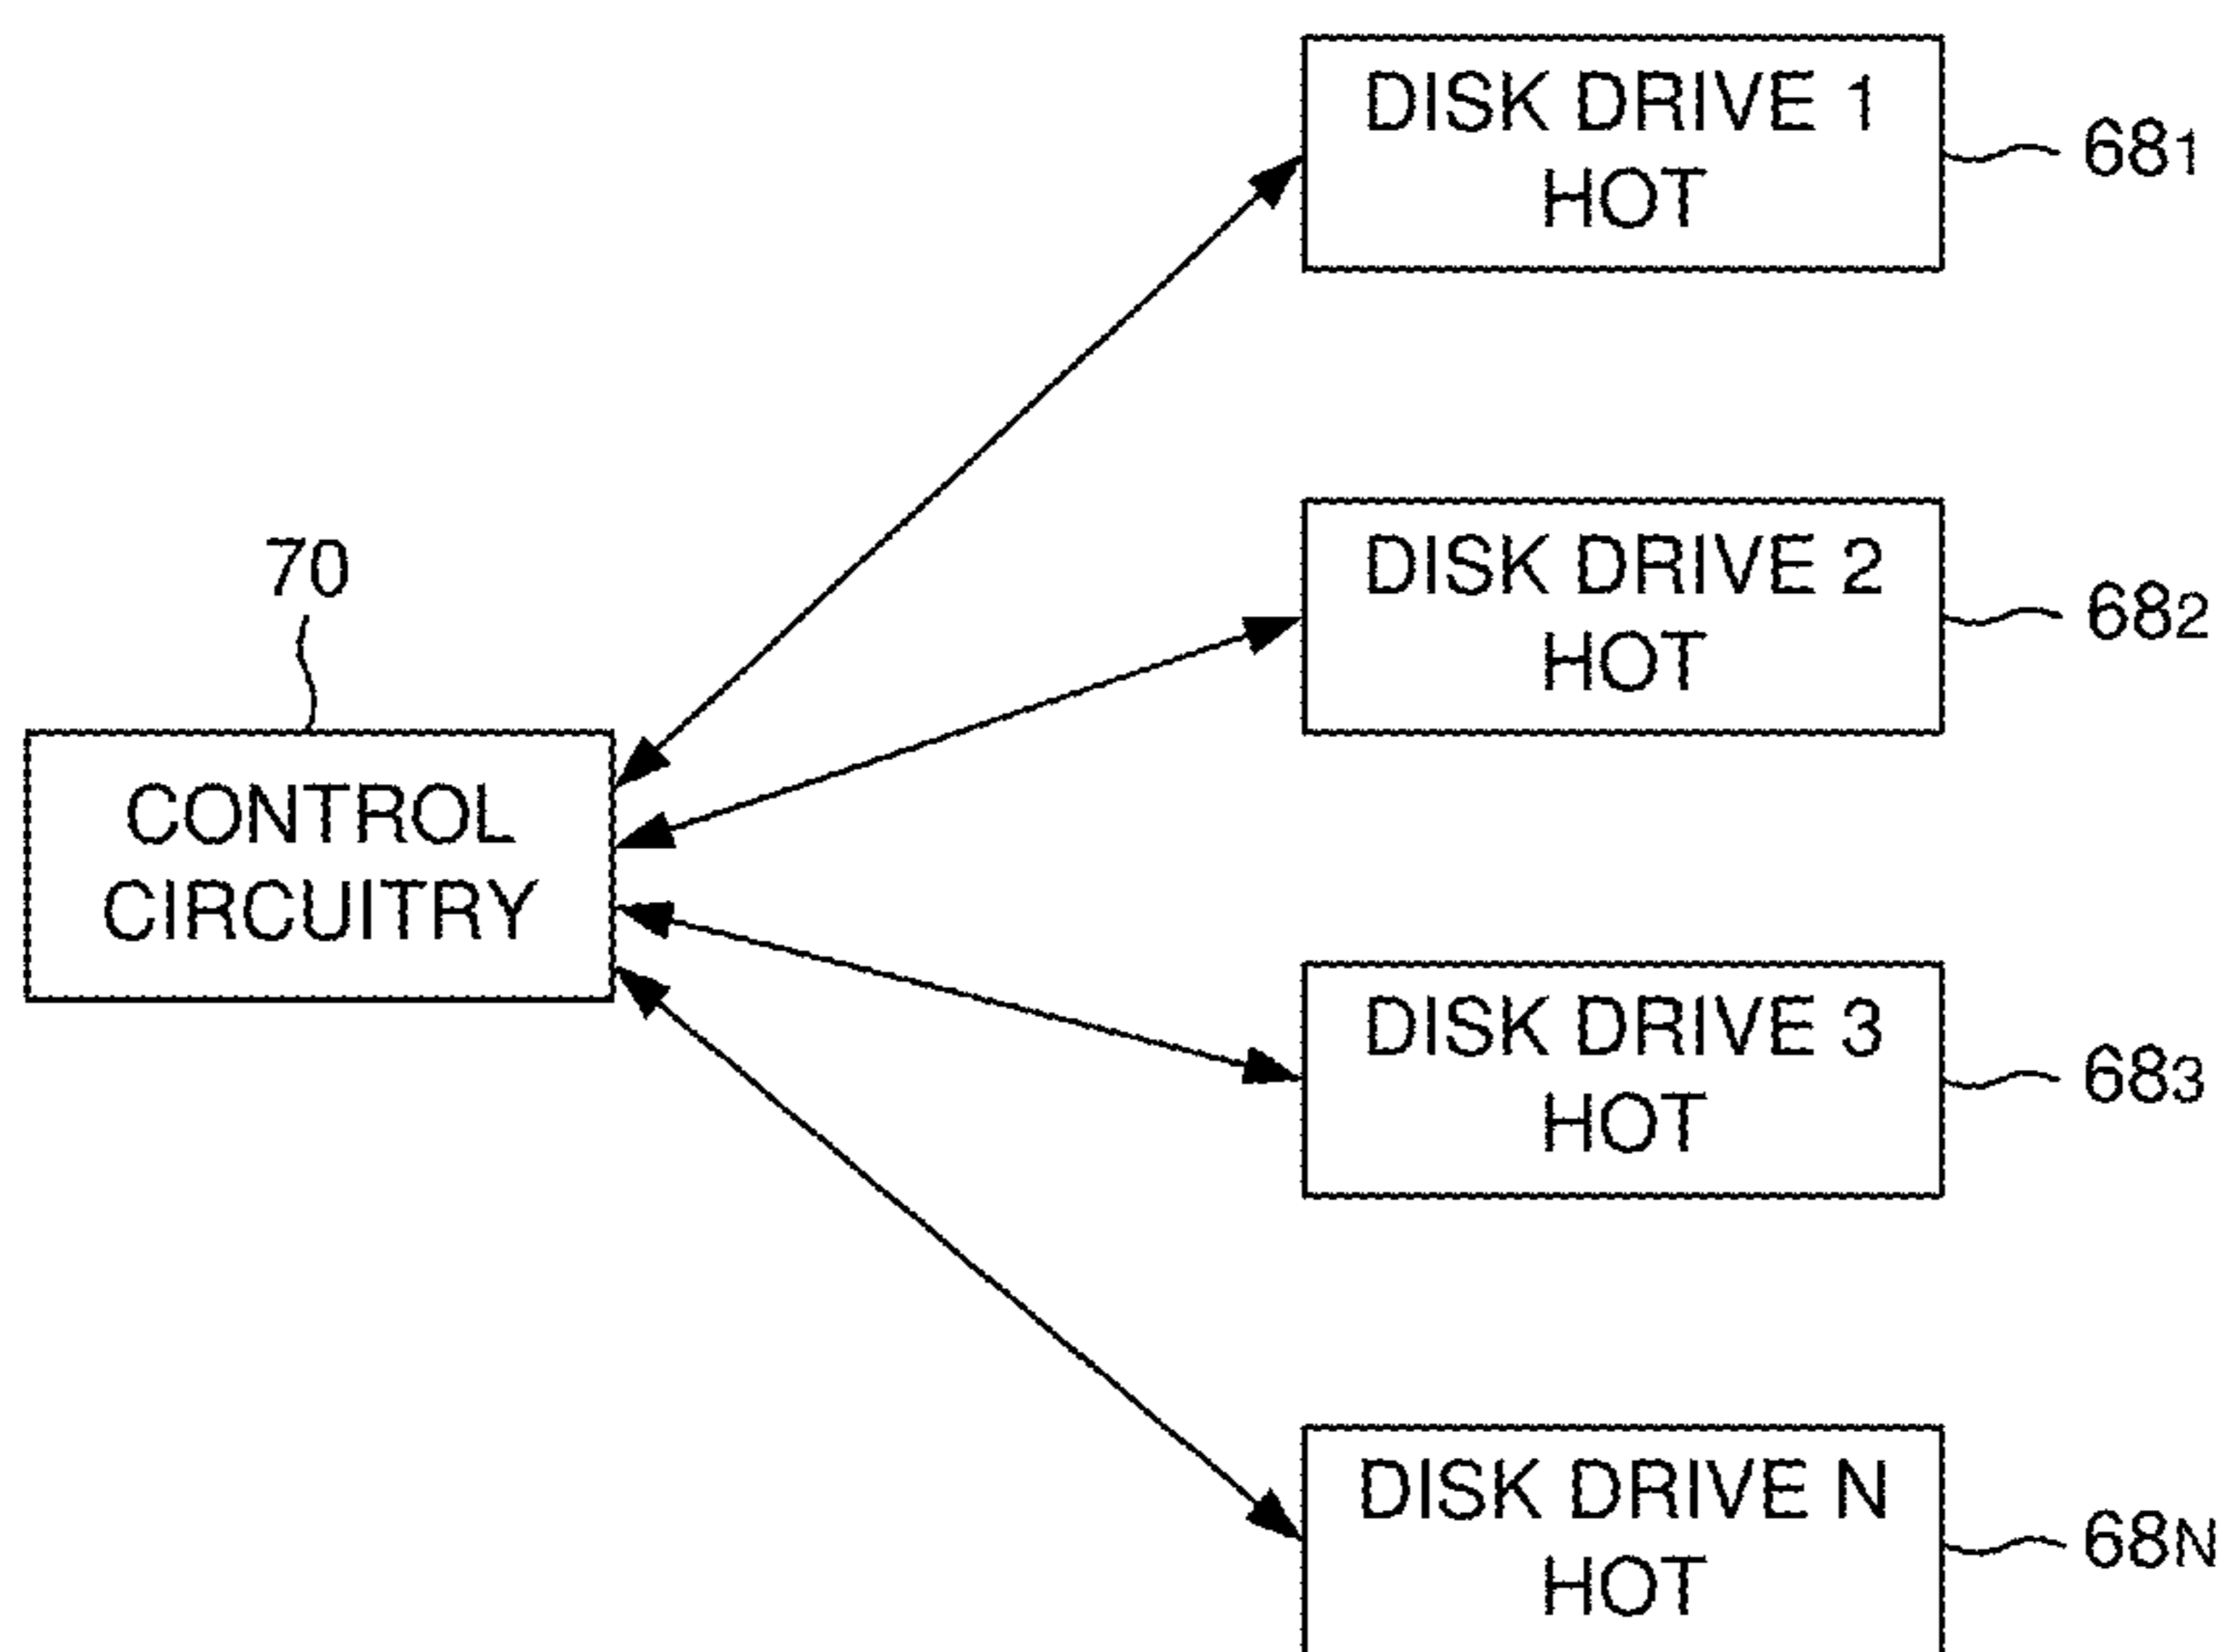 DISK DRIVE 1
HOT
681
DISK DRIVE 2
HOT
682
70
CONTROL
CIRCUITRY
DISK DRIVE 3
HOT
683
DISK DRIVE N
HOT
68N